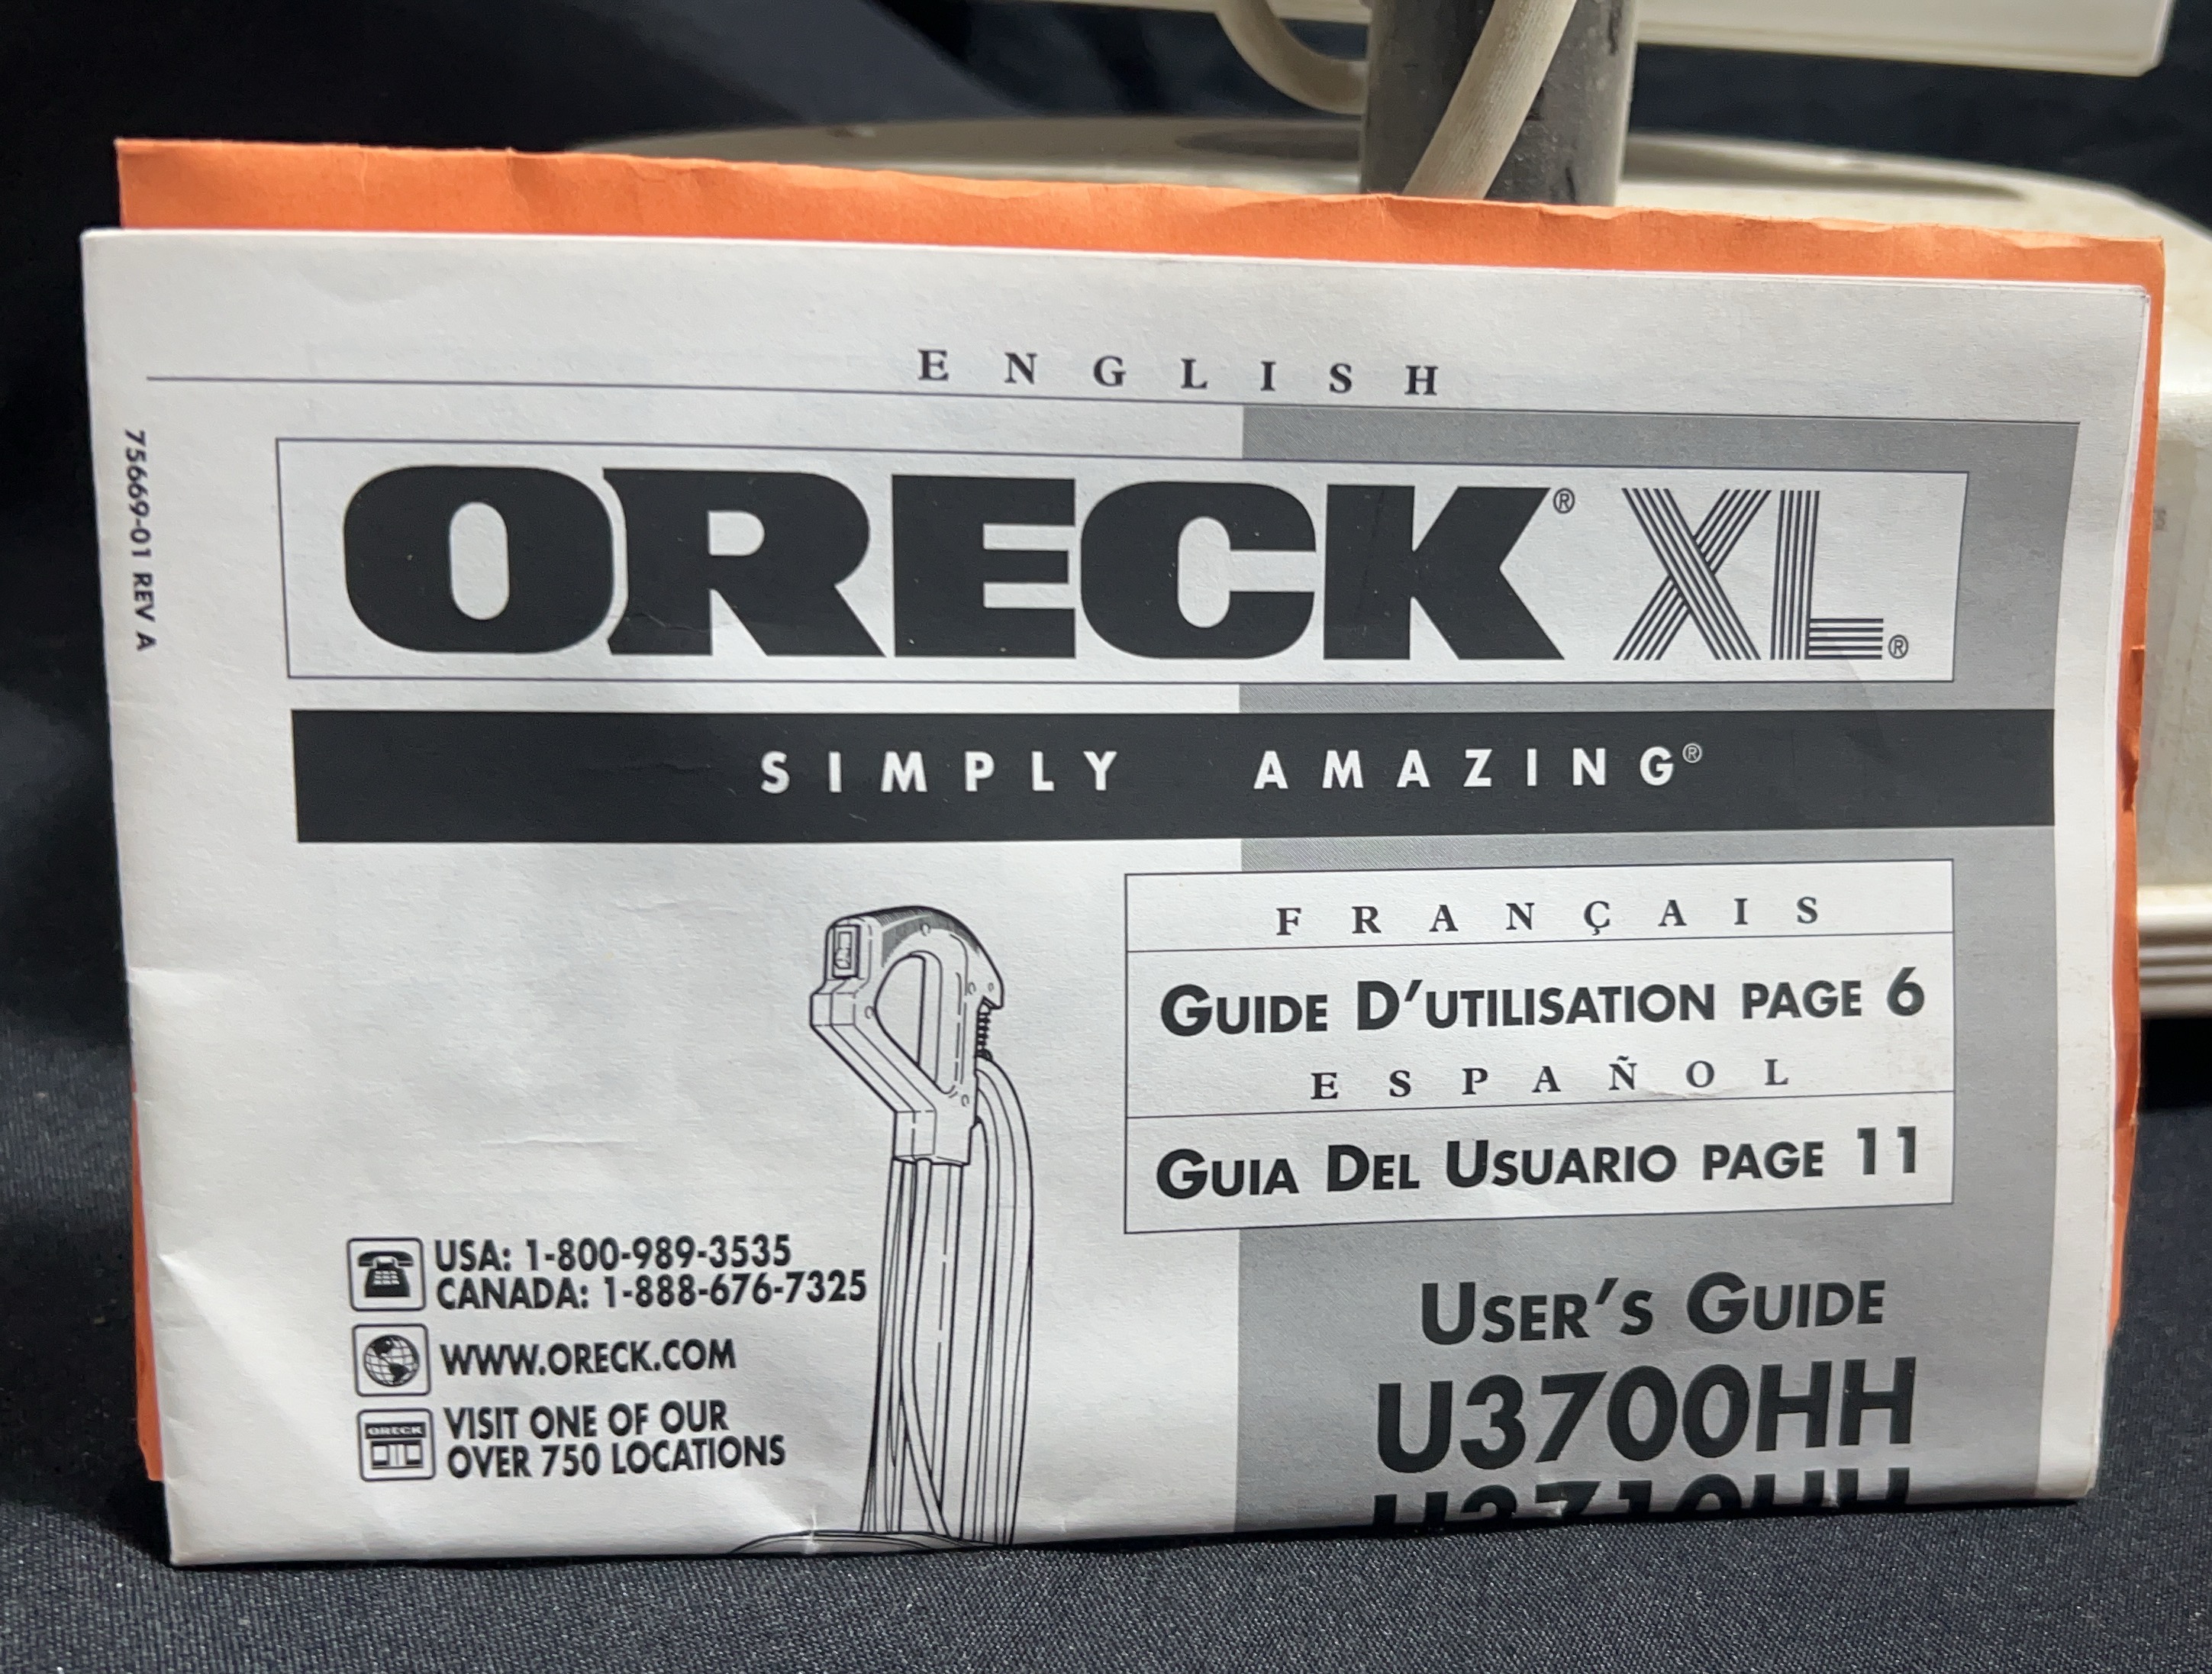 ENGLISH
75669-01 REV A
ORECK® XL®
SIMPLY AMAZING®
FRANÇAIS
GUIDE D'UTILISATION PAGE 6
ESPAÑOL
GUIA DEL USUARIO PAGE 11
USA: 1-800-989-3535
CANADA: 1-888-676-7325
WWW.ORECK.COM
ORECK
VISIT ONE OF OUR
OVER 750 LOCATIONS
USER'S GUIDE
U3700HH
U3710HH